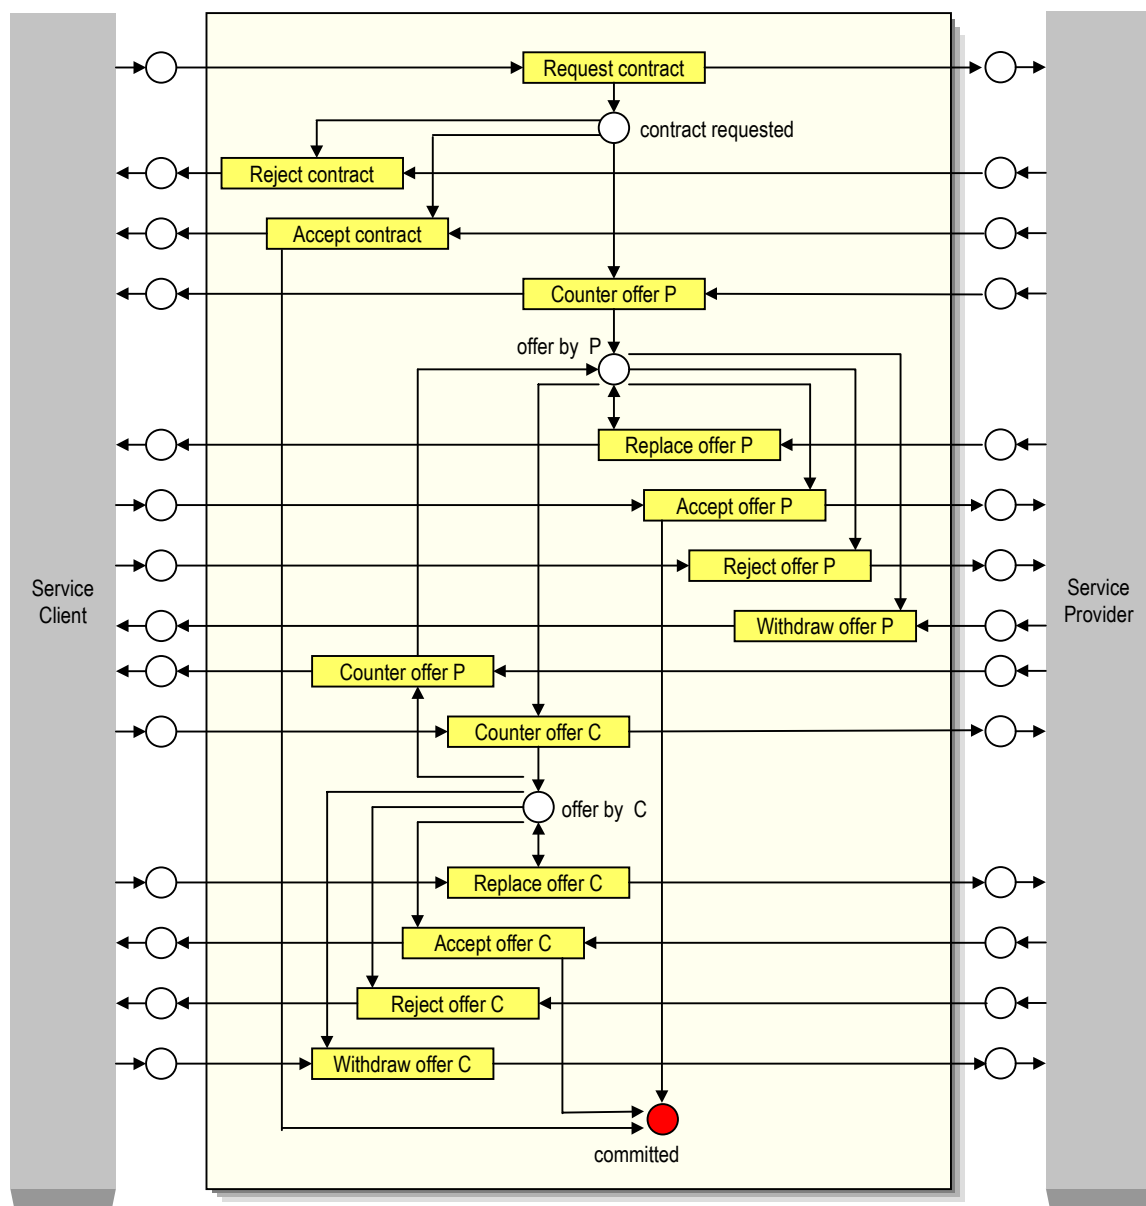 Request contract
contract requested
Reject contract
Accept contract
Counter offer P
offer by P
Replace offer P
Accept offer P
Reject offer P
Service
Client
Service
Provider
Withdraw offer P
Counter offer P
Counter offer C
offer by C
Replace offer C
Accept offer C
Reject offer C
Withdraw offer C
committed